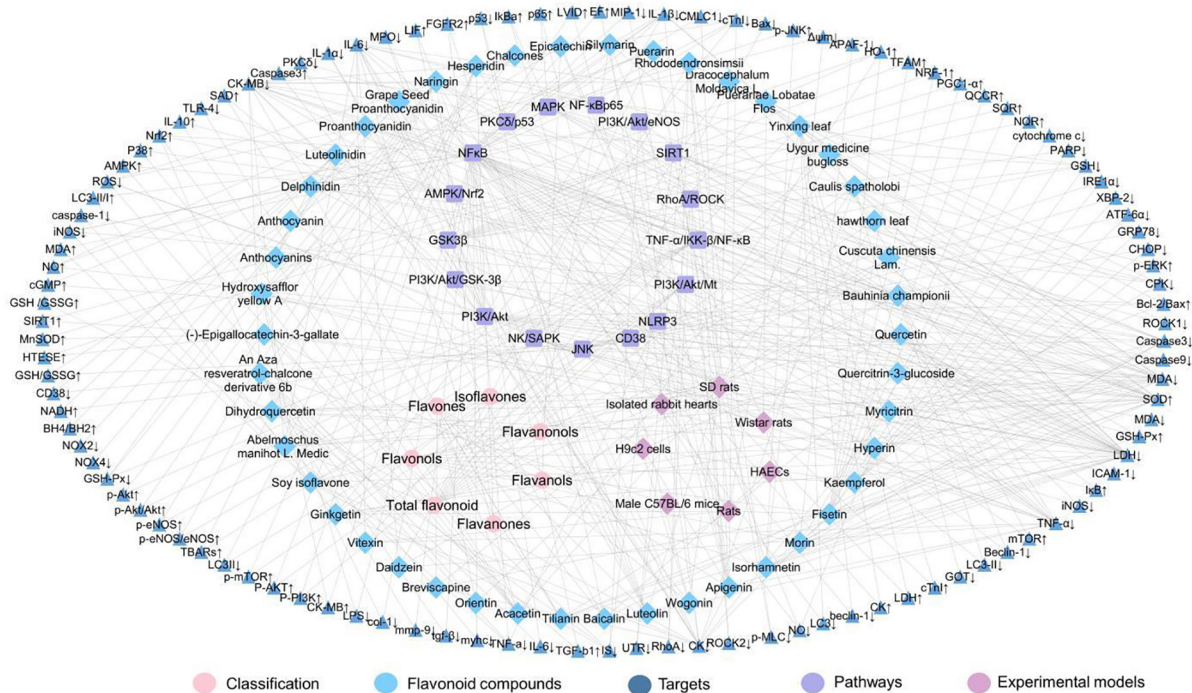 LVID↑
EF↑
MIP-1↓
IL-1β↓
CMLC1↓
cTnI↓
Bax↓
p-JNK↑
Δψm↓
APAF-1↓
HO-1↑
TFAM↑
NRF-1↑
PGC1-α↑
QCCR↑
SQR↑
NQR↑
cytochrome c↓
PARP↓
GSH↓
IRE1α↓
XBP-2↓
ATF-6α↓
GRP78↓
CHOP↓
p-ERK↑
CPK↓
Bcl-2/Bax↑
ROCK1↓
Caspase3↓
Caspase9↓
MDA↓
SOD↑
MDA↓
GSH-Px↑
LDH↓
ICAM-1↓
IκB↑
iNOS↓
TNF-α↓
mTOR↑
Beclin-1↓
LC3-II↓
GOT↓
cTnI↑
LDH↑
CK↑
beclin-1↓
LC3↓
NO↓
p-MLC↓
ROCK2↓
CK↓
RhoA↓
UTR↓
IS↓
TGF-b1↑
IL-6↓
TNF-a↓
myhc↓
tgf-β↓
mmp-9↓
col-1↓
LPS↓
CK-MB↑
P-PI3K↑
P-AKT↑
p-mTOR↑
LC3II↓
TBARs↑
p-eNOS/eNOS↑
p-eNOS↑
p-Akt/Akt↑
p-Akt↑
GSH-Px↓
NOX4↓
NOX2↓
BH4/BH2↑
NADH↑
CD38↓
GSH/GSSG↑
HTESE↑
MnSOD↑
SIRT1↑
GSH /GSSG↑
cGMP↑
NO↑
MDA↑
iNOS↓
caspase-1↓
LC3-II/I↑
ROS↓
AMPK↑
P38↑
Nrf2↑
IL-10↑
TLR-4↓
SAD↑
CK-MB↓
Caspase3↑
PKCδ↓
IL-1α↓
IL-6↓
MPO↓
LIF↑
FGFR2↑
p53↓
IkBa↑
p65↑
Epicatechin
Silymarin
Puerarin
Rhododendronsimsii
Dracocephalum
Moldavica L.
Puerariae Lobatae
Flos
Yinxing leaf
Uygur medicine
bugloss
Caulis spatholobi
hawthorn leaf
Cuscuta chinensis
Lam.
Bauhinia championii
Quercetin
Quercitrin-3-glucoside
Myricitrin
Hyperin
Kaempferol
Fisetin
Morin
Isorhamnetin
Apigenin
Wogonin
Luteolin
Baicalin
Tilianin
Acacetin
Orientin
Breviscapine
Daidzein
Vitexin
Ginkgetin
Soy isoflavone
Abelmoschus
manihot L. Medic
Dihydroquercetin
An Aza
resveratrol-chalcone
derivative 6b
(-)-Epigallocatechin-3-gallate
Hydroxysafflor
yellow A
Anthocyanins
Anthocyanin
Delphinidin
Luteolinidin
Proanthocyanidin
Grape Seed
Proanthocyanidin
Naringin
Hesperidin
Chalcones
MAPK
NF-κBp65
PI3K/Akt/eNOS
SIRT1
RhoA/ROCK
TNF-α/IKK-β/NF-κB
PI3K/Akt/Mt
NLRP3
CD38
JNK
NK/SAPK
PI3K/Akt
PI3K/Akt/GSK-3β
GSK3β
AMPK/Nrf2
NFκB
PKCδ/p53
Isoflavones
Flavones
Flavanonols
Flavonols
Flavanols
Total flavonoid
Flavanones
SD rats
Isolated rabbit hearts
Wistar rats
H9c2 cells
HAECs
Male C57BL/6 mice
Rats
Classification
Flavonoid compounds
Targets
Pathways
Experimental models